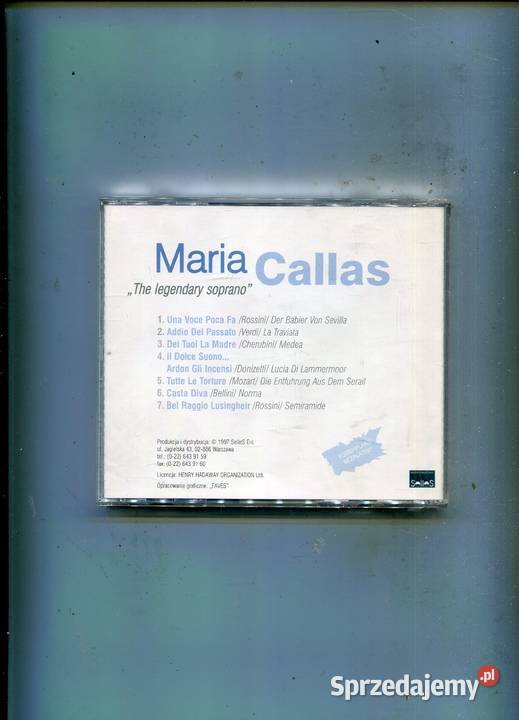 Maria Callas
„The legendary soprano"
1. Una Voce Poca Fa /Rossini/ Der Babier Von Sevilla
2. Addio Del Passato /Verdi/ La Traviata
3. Dei Tuoi La Madre /Cherubini/ Medea
4. Il Dolce Suono...
Ardon Gli Incensi /Donizetti/ Lucia Di Lammermoor
5. Tutte Le Torture /Mozart/ Die Entfuhrung Aus Dem Serail
6. Casta Diva /Bellini/ Norma
7. Bel Raggio Lusingheir /Rossini/ Semiramide
Produkcja i dystrybucja: © 1997 Selles Ent.
ul. Jagielska 43, 02-886 Warszawa
tel.: (0-22) 643 91 59
fax: (0-22) 643 91 60
Licencja: HENRY HADAWAY ORGANIZATION Ltd.
Opracowanie graficzne: „FAVES"
Sprzedajemy.pl